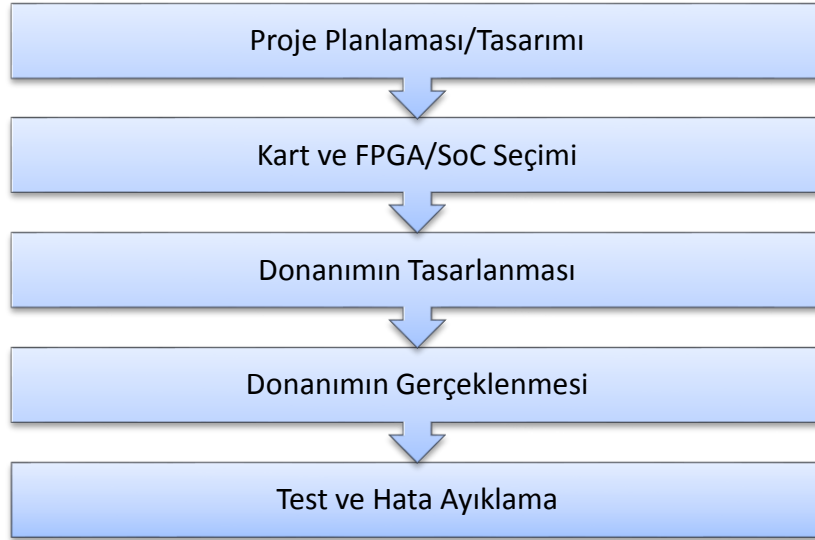 Proje Planlaması/Tasarımı
Kart ve FPGA/SoC Seçimi
Donanımın Tasarlanması
Donanımın Gerçeklenmesi
Test ve Hata Ayıklama